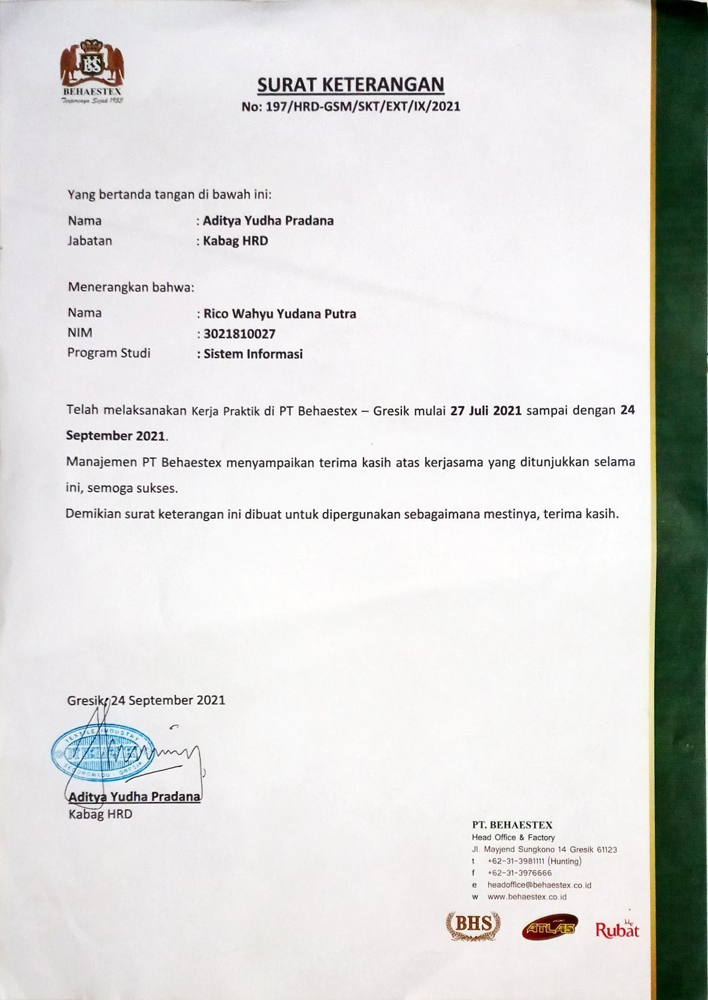 BHS
BEHAESTEX
Terpercaya Sejak 1953
SURAT KETERANGAN
No: 197/HRD-GSM/SKT/EXT/IX/2021
Yang bertanda tangan di bawah ini:
Nama : Aditya Yudha Pradana
Jabatan : Kabag HRD
Menerangkan bahwa:
Nama : Rico Wahyu Yudana Putra
NIM : 3021810027
Program Studi : Sistem Informasi
Telah melaksanakan Kerja Praktik di PT Behaestex – Gresik mulai 27 Juli 2021 sampai dengan 24
September 2021.
Manajemen PT Behaestex menyampaikan terima kasih atas kerjasama yang ditunjukkan selama
ini, semoga sukses.
Demikian surat keterangan ini dibuat untuk dipergunakan sebagaimana mestinya, terima kasih.
Gresik, 24 September 2021
TEXTILE INDUSTRY
PT BEHAESTEX
GRESIK
Aditya Yudha Pradana
Kabag HRD
PT. BEHAESTEX
Head Office & Factory
Jl. Mayjend Sungkono 14 Gresik 61123
t +62-31-3981111 (Hunting)
f +62-31-3976666
e headoffice@behaestex.co.id
w www.behaestex.co.id
BHS ATLAS Rubat